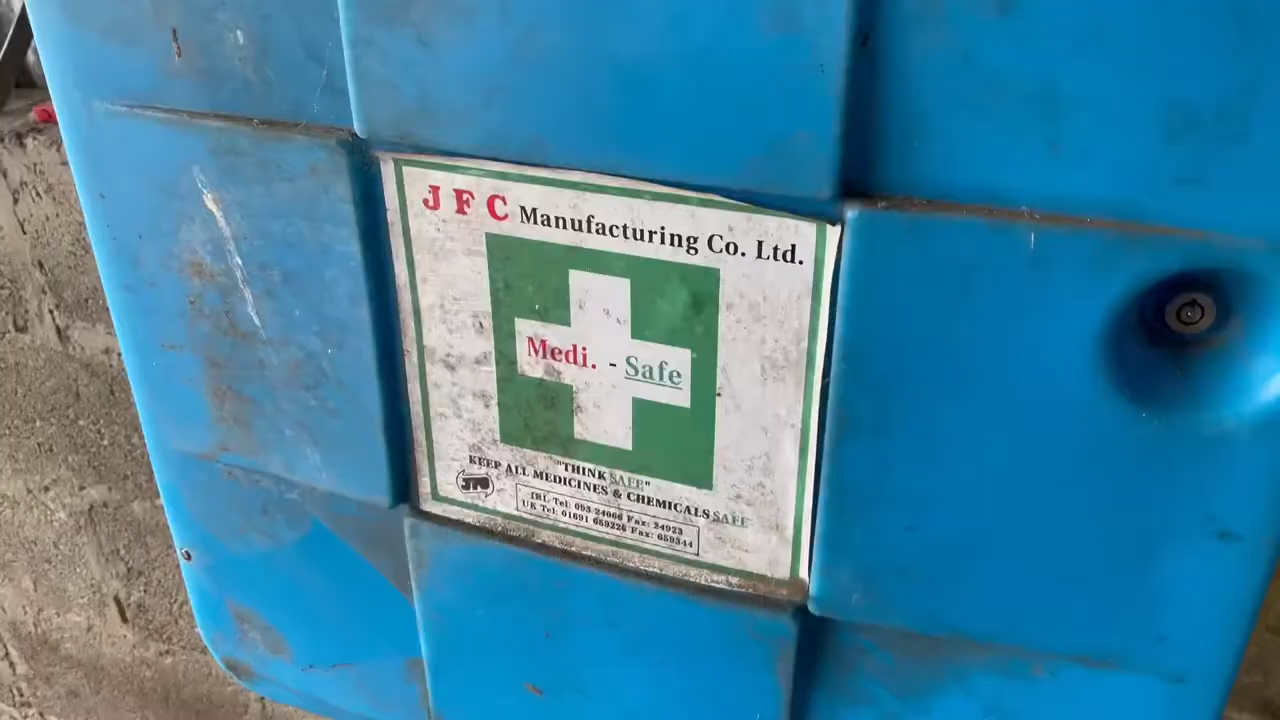 J F C Manufacturing Co. Ltd.
Medi. - Safe
"THINK SAFE"
KEEP ALL MEDICINES & CHEMICALS SAFE
IRL Tel: 093 24066 Fax: 24923
UK Tel: 01691 659226 Fax: 659344